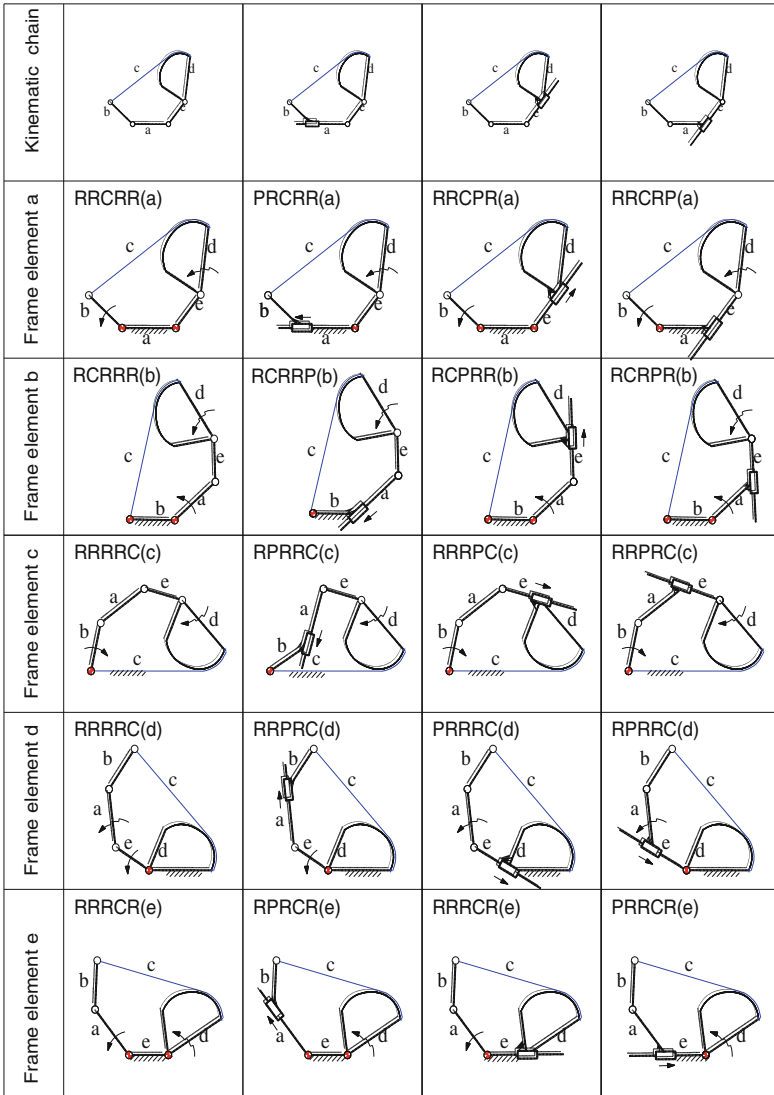 Kinematic chain
c
d
b
a
e
c
d
b
a
e
c
d
b
a
e
c
d
b
a
e
Frame element a
RRCRR(a)
c
d
b
a
e
PRCRR(a)
c
d
b
a
e
RRCPR(a)
c
d
b
a
e
RRCRP(a)
c
d
b
a
e
Frame element b
RCRRR(b)
d
c
e
a
b
RCRRP(b)
d
c
e
a
b
RCPRR(b)
d
c
e
a
b
RCRPR(b)
d
c
e
a
b
Frame element c
RRRRC(c)
e
a
b
d
c
RPRRC(c)
e
a
d
b
c
RRRPC(c)
e
a
b
d
c
RRPRC(c)
e
a
b
d
c
Frame element d
RRRRC(d)
b
c
a
e
d
RRPRC(d)
b
c
a
e
d
PRRRC(d)
b
c
a
e
d
RPRRC(d)
b
c
a
e
d
Frame element e
RRRCR(e)
c
b
a
d
e
RPRCR(e)
c
b
a
d
e
RRRCR(e)
c
b
a
d
e
PRRCR(e)
c
b
a
d
e